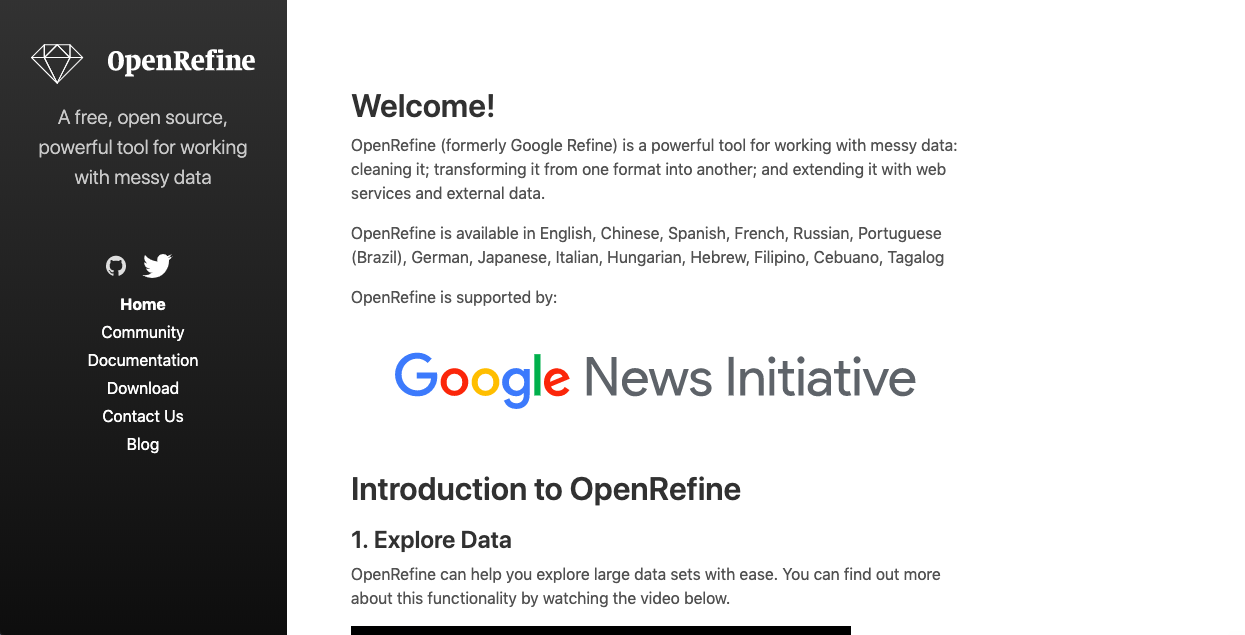 OpenRefine
A free, open source,
powerful tool for working
with messy data
Home
Community
Documentation
Download
Contact Us
Blog
Welcome!
OpenRefine (formerly Google Refine) is a powerful tool for working with messy data:
cleaning it; transforming it from one format into another; and extending it with web
services and external data.
OpenRefine is available in English, Chinese, Spanish, French, Russian, Portuguese
(Brazil), German, Japanese, Italian, Hungarian, Hebrew, Filipino, Cebuano, Tagalog
OpenRefine is supported by:
Google News Initiative
Introduction to OpenRefine
1. Explore Data
OpenRefine can help you explore large data sets with ease. You can find out more
about this functionality by watching the video below.